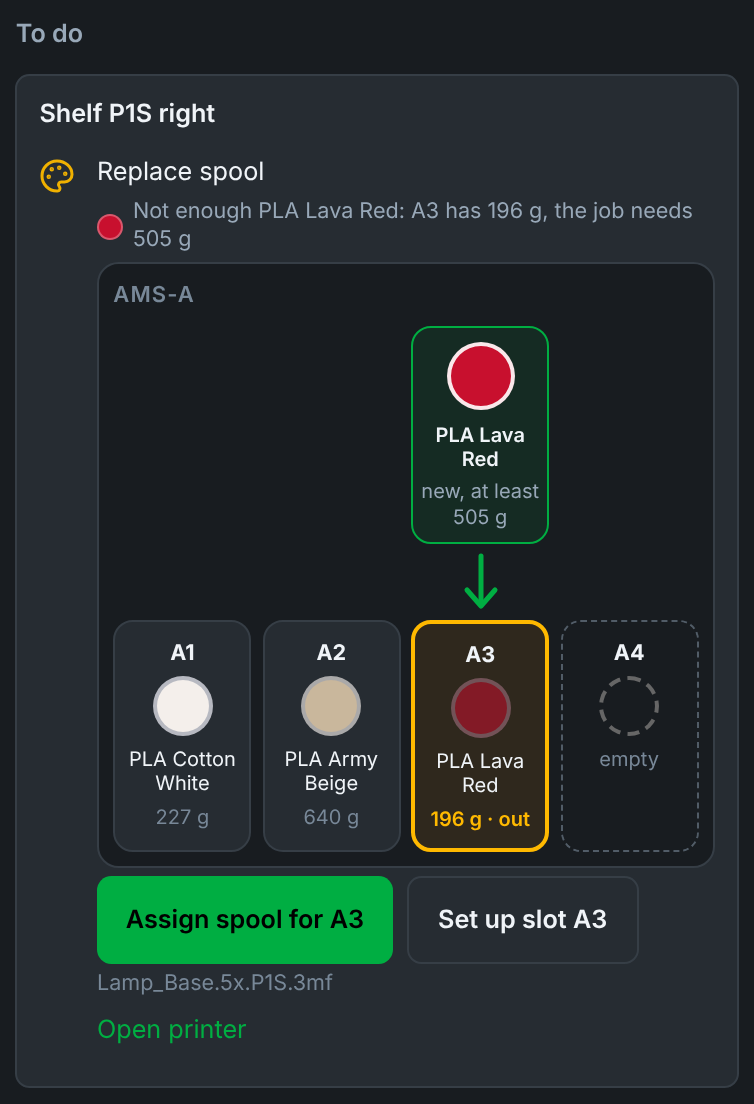 To do
Shelf P1S right
Replace spool
Not enough PLA Lava Red: A3 has 196 g, the job needs
505 g
AMS-A
PLA Lava
Red
new, at least
505 g
A1
PLA Cotton
White
227 g
A2
PLA Army
Beige
640 g
A3
PLA Lava
Red
196 g · out
A4
empty
Assign spool for A3
Set up slot A3
Lamp_Base.5x.P1S.3mf
Open printer